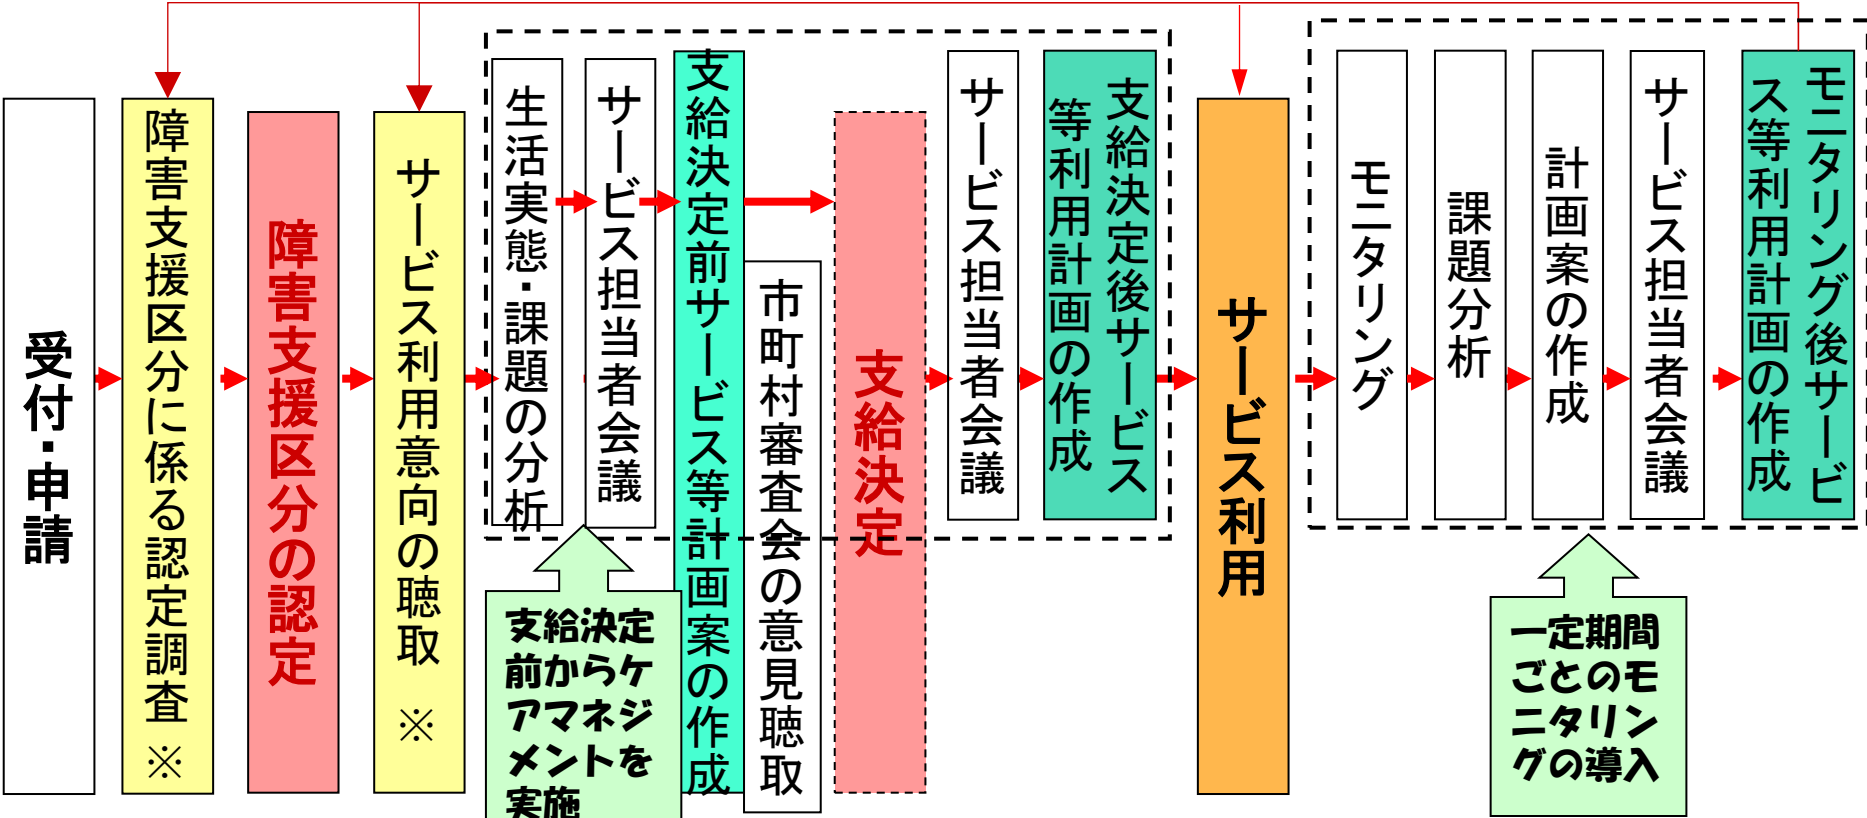 受付・申請
障害支援区分に係る認定調査※
障害支援区分の認定
サービス利用意向の聴取　※
生活実態・課題の分析
サービス担当者会議
支給決定前サービス等計画案の作成
市町村審査会の意見聴取
支給決定
サービス担当者会議
支給決定後サービス
等利用計画の作成
サービス利用
モニタリング
課題分析
計画案の作成
サービス担当者会議
モニタリング後サービ
ス等利用計画の作成
支給決定
前からケ
アマネジ
メントを
実施
一定期間
ごとのモ
ニタリン
グの導入